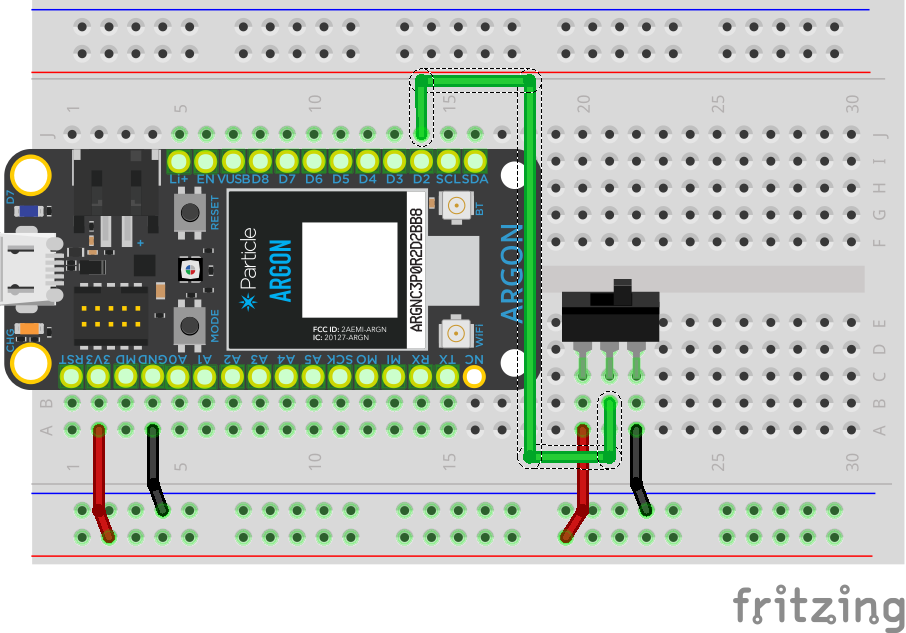 1 5 10 15 20 25 30
J J
I
H
G
F
Li+ EN VUSB D8 D7 D6 D5 D4 D3 D2 SCL SDA
D7
RESET
BT
+
Particle
ARGON
ARGNC3P0R2D2BB8
ARGON
FCC ID: 2AEMI-ARGN
IC: 20127-ARGN
MODE
WiFi
CHG
RST 3V3 MD GND A0 A1 A2 A3 A4 A5 SCK MO MI RX TX NC
E
D
C
B B
A A
1 5 10 15 20 25 30
fritzing